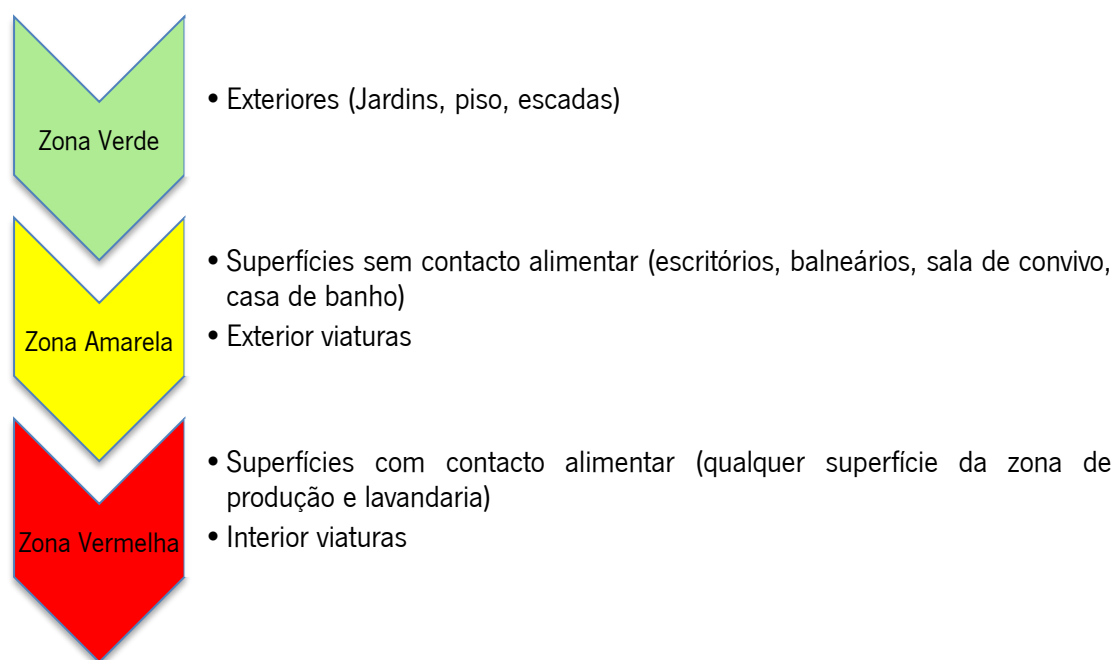 Zona Verde
• Exteriores (Jardins, piso, escadas)
Zona Amarela
• Superfícies sem contacto alimentar (escritórios, balneários, sala de convivo,
casa de banho)
• Exterior viaturas
Zona Vermelha
• Superfícies com contacto alimentar (qualquer superfície da zona de
produção e lavandaria)
• Interior viaturas